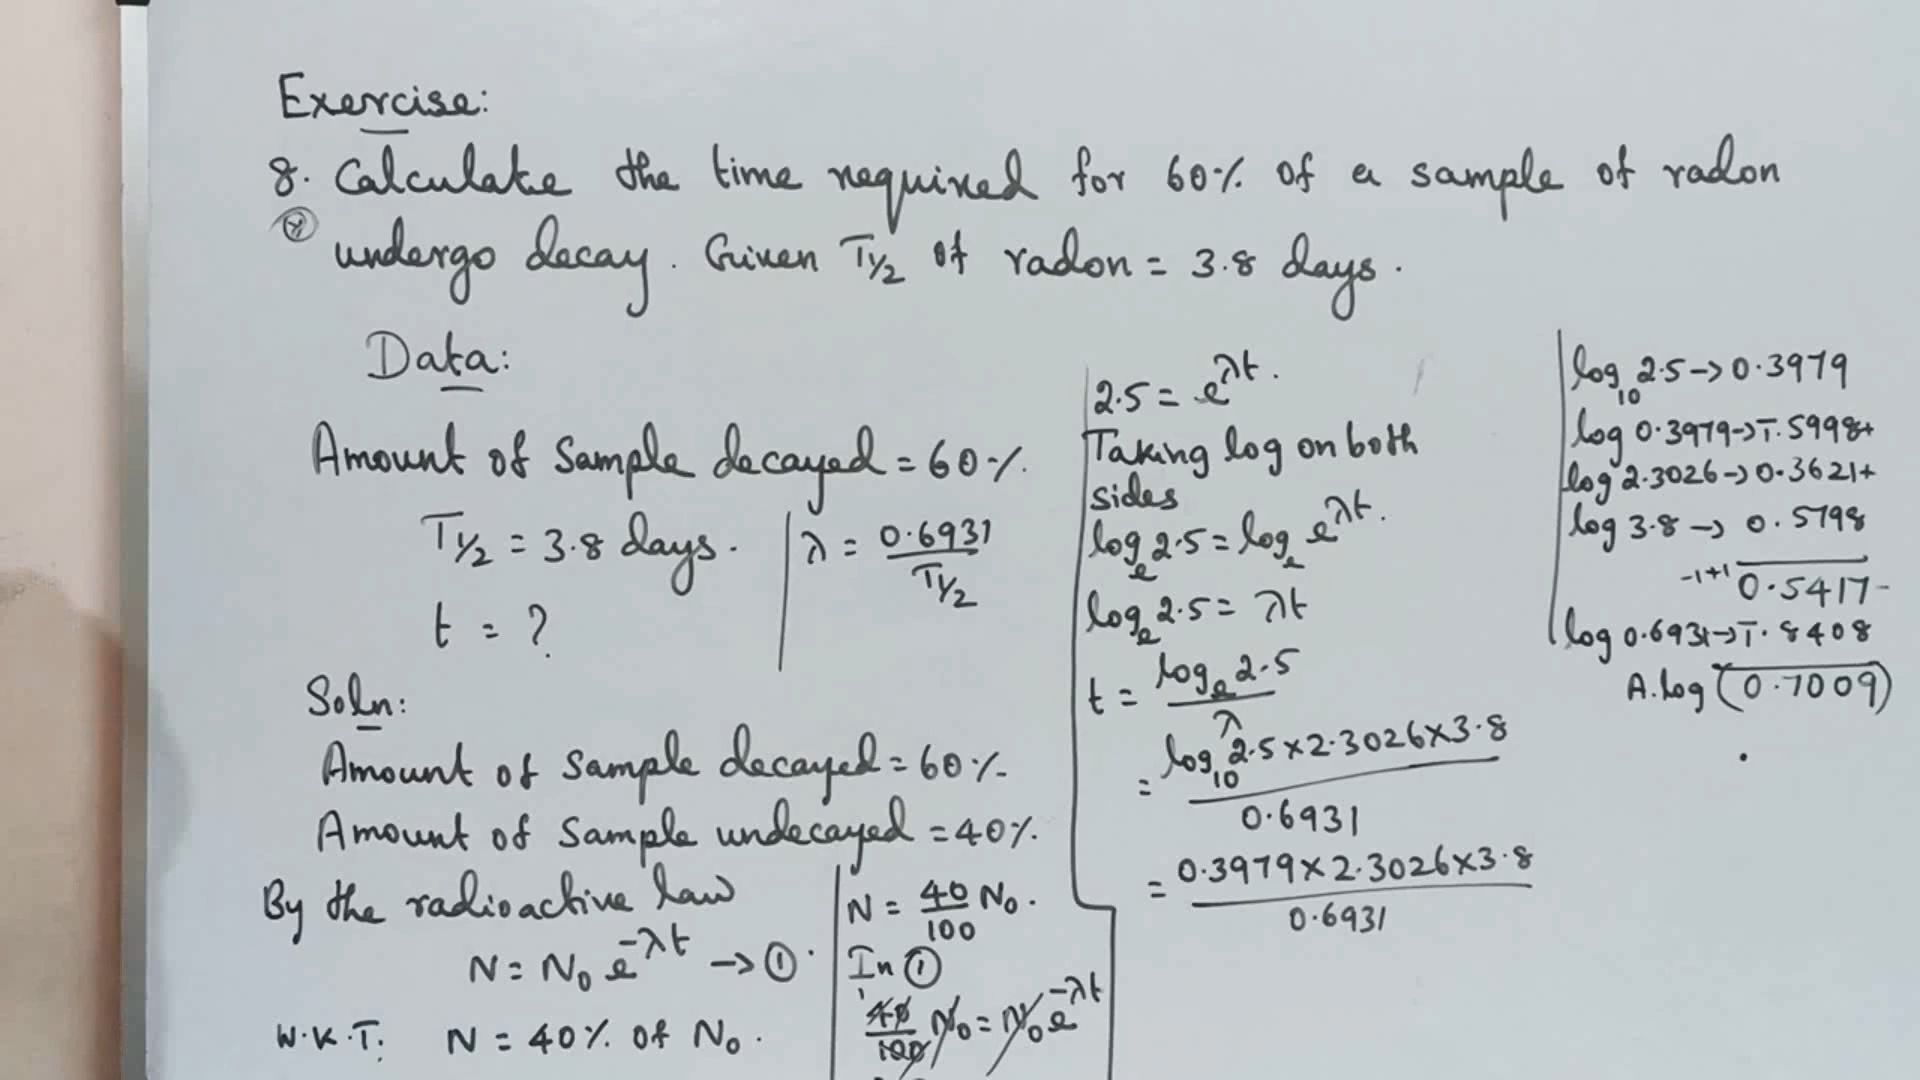 Exercise:
8. Calculate the time required for 60% of a sample of radon
undergo decay. Given T½ of radon = 3.8 days.
Data:
Amount of sample decayed = 60%.
T½ = 3.8 days.
λ = 0.6931 / T½
t = ?
Soln:
Amount of sample decayed = 60%
Amount of sample undecayed = 40%.
By the radioactive law
N = N₀ e^-λt → ①
W.K.T. N = 40% of N₀.
N = 40/100 N₀.
In ①
40/100 N₀ = N₀ e^-λt
2.5 = e^λt.
Taking log on both
sides
logₑ 2.5 = logₑ e^λt.
logₑ 2.5 = λt
t = logₑ 2.5 / λ
= log₁₀ 2.5 × 2.3026 × 3.8 / 0.6931
= 0.3979 × 2.3026 × 3.8 / 0.6931
log₁₀ 2.5 → 0.3979
log 0.3979 → 1̄.5998+
log 2.3026 → 0.3621+
log 3.8 → 0.5798
-1+1 0.5417-
log 0.6931 → 1̄.8408
A.log (0.7009)